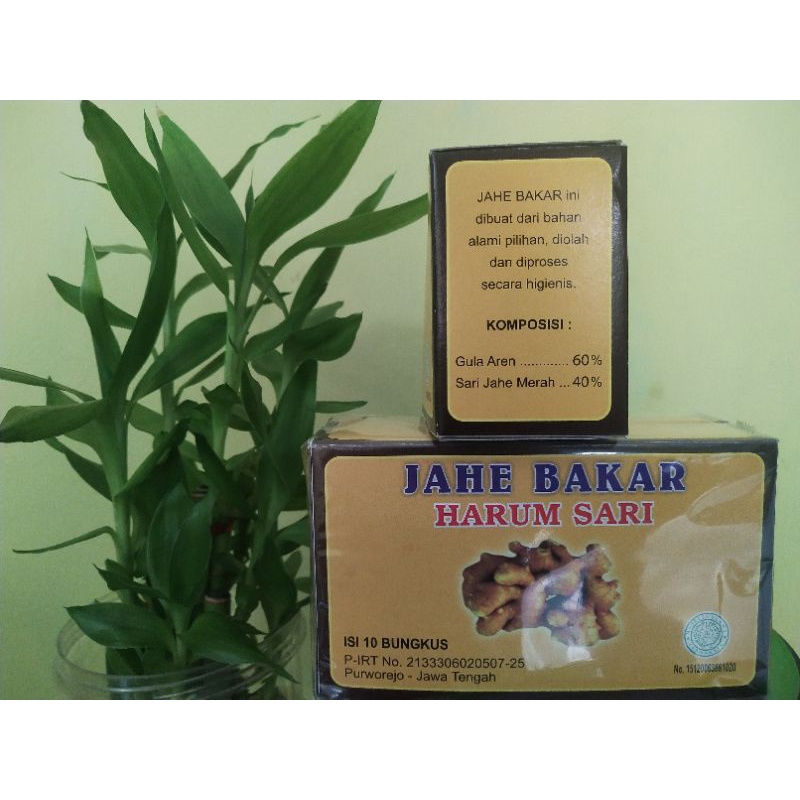 JAHE BAKAR ini
dibuat dari bahan
alami pilihan, diolah
dan diproses
secara higienis.
KOMPOSISI :
Gula Aren ............. 60%
Sari Jahe Merah ... 40%
JAHE BAKAR
HARUM SARI
ISI 10 BUNGKUS
P-IRT No. 2133306020507-25
Purworejo - Jawa Tengah